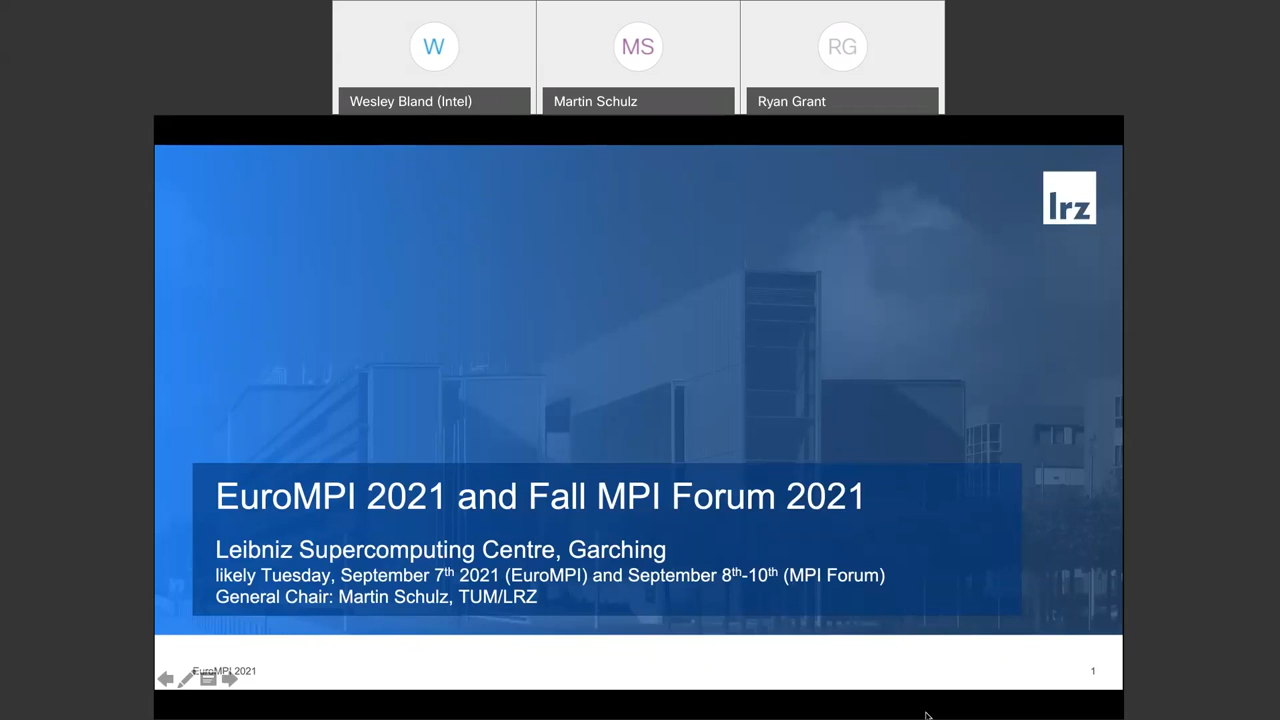 W
MS
RG
Wesley Bland (Intel)
Martin Schulz
Ryan Grant
lrz
EuroMPI 2021 and Fall MPI Forum 2021
Leibniz Supercomputing Centre, Garching
likely Tuesday, September 7th 2021 (EuroMPI) and September 8th-10th (MPI Forum)
General Chair: Martin Schulz, TUM/LRZ
EuroMPI 2021
1